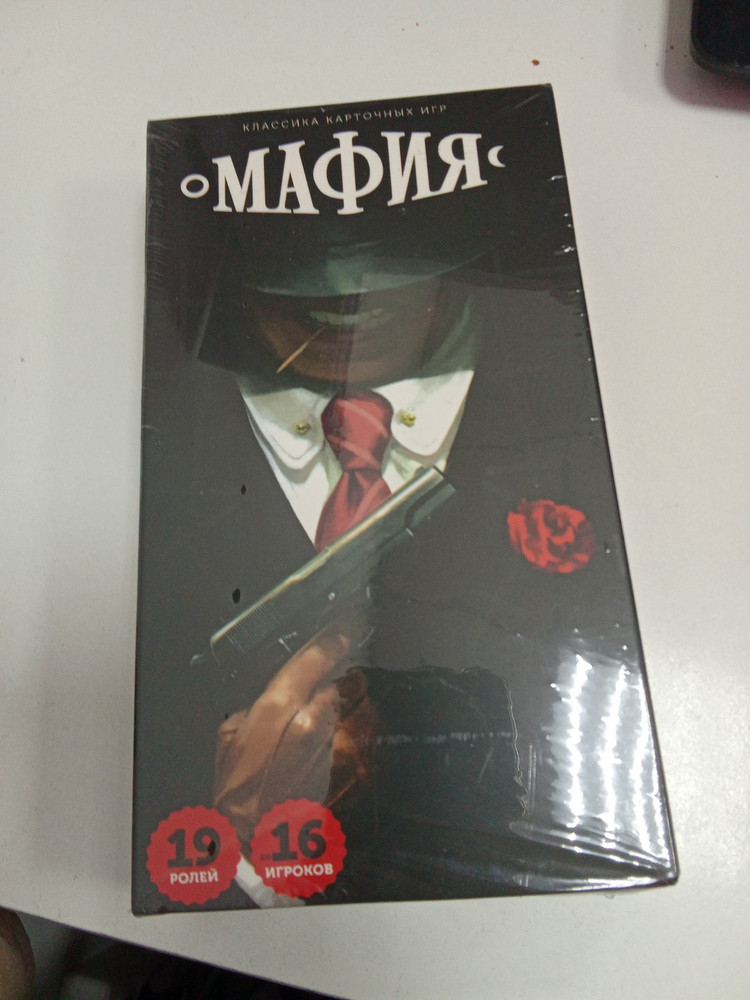 КЛАССИКА КАРТОЧНЫХ ИГР
МАФИЯ
19
РОЛЕЙ
16
ИГРОКОВ